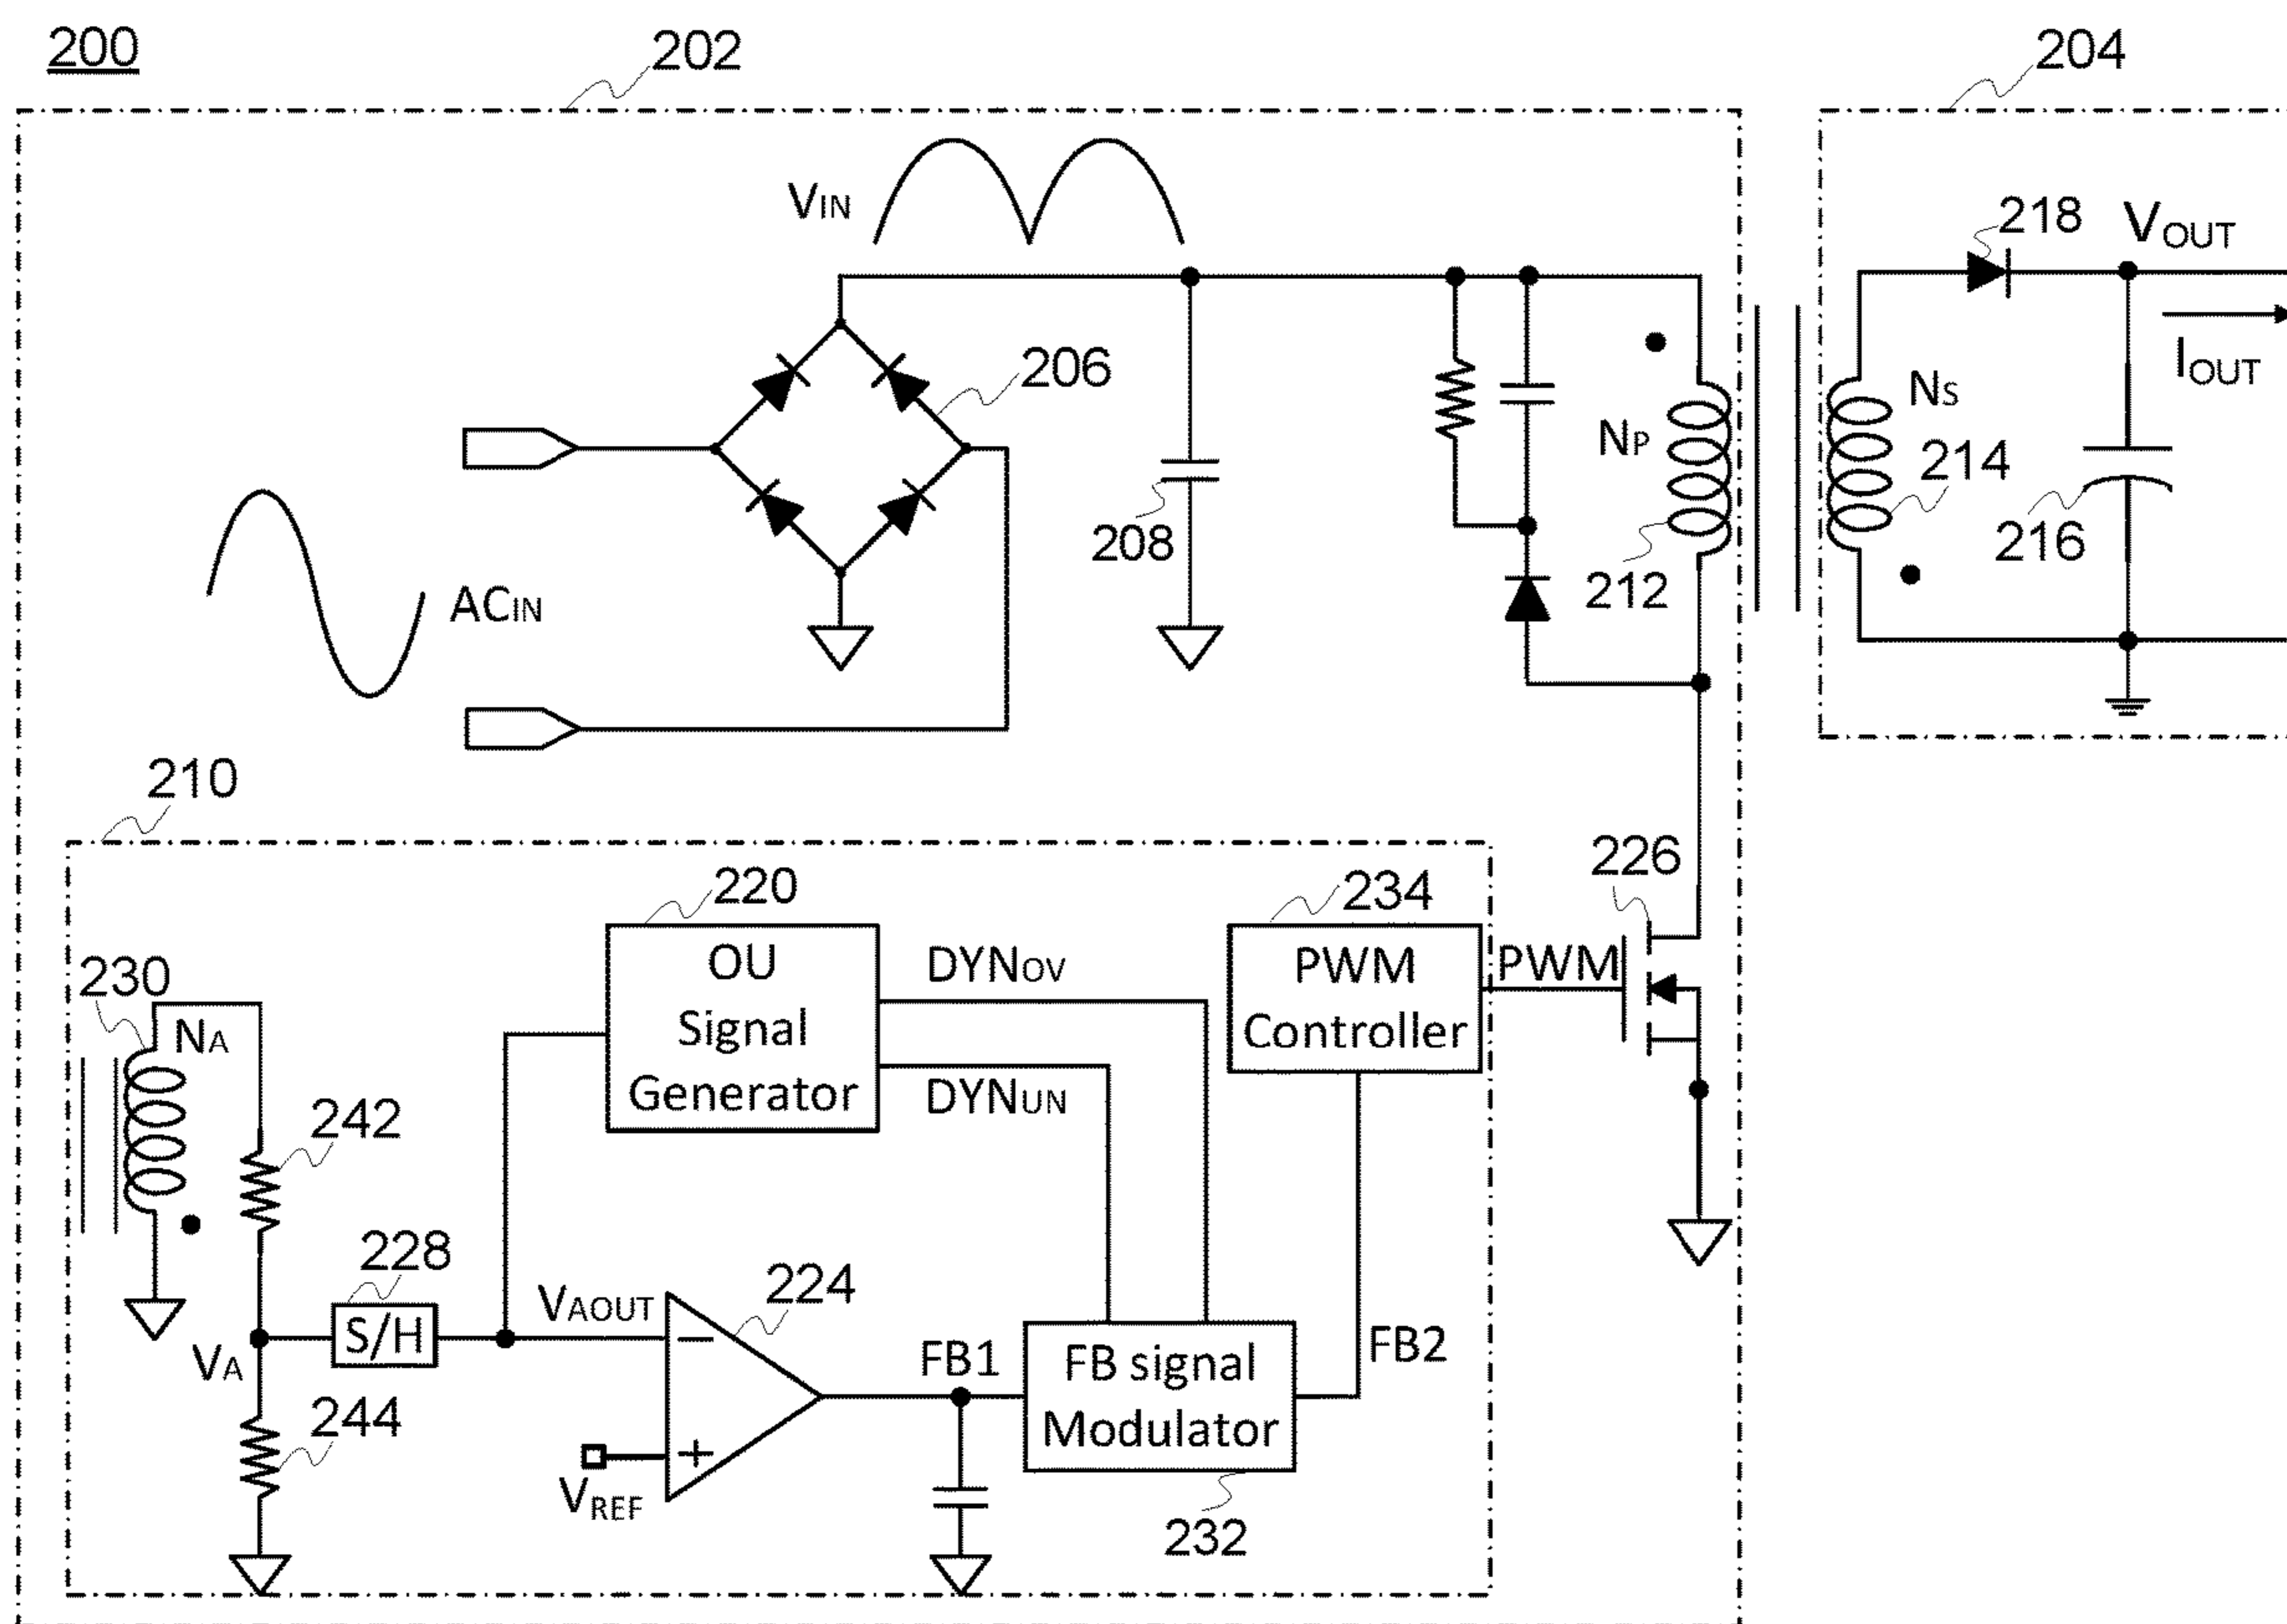 200
202
204
VIN
218
VOUT
IOUT
206
NS
NP
214
208
216
212
ACIN
210
226
220
234
OU
Signal
Generator
DYNOV
DYNUN
PWM
Controller
PWM
230
NA
242
228
S/H
VAOUT
224
VA
FB1
FB signal
Modulator
FB2
244
VREF
232